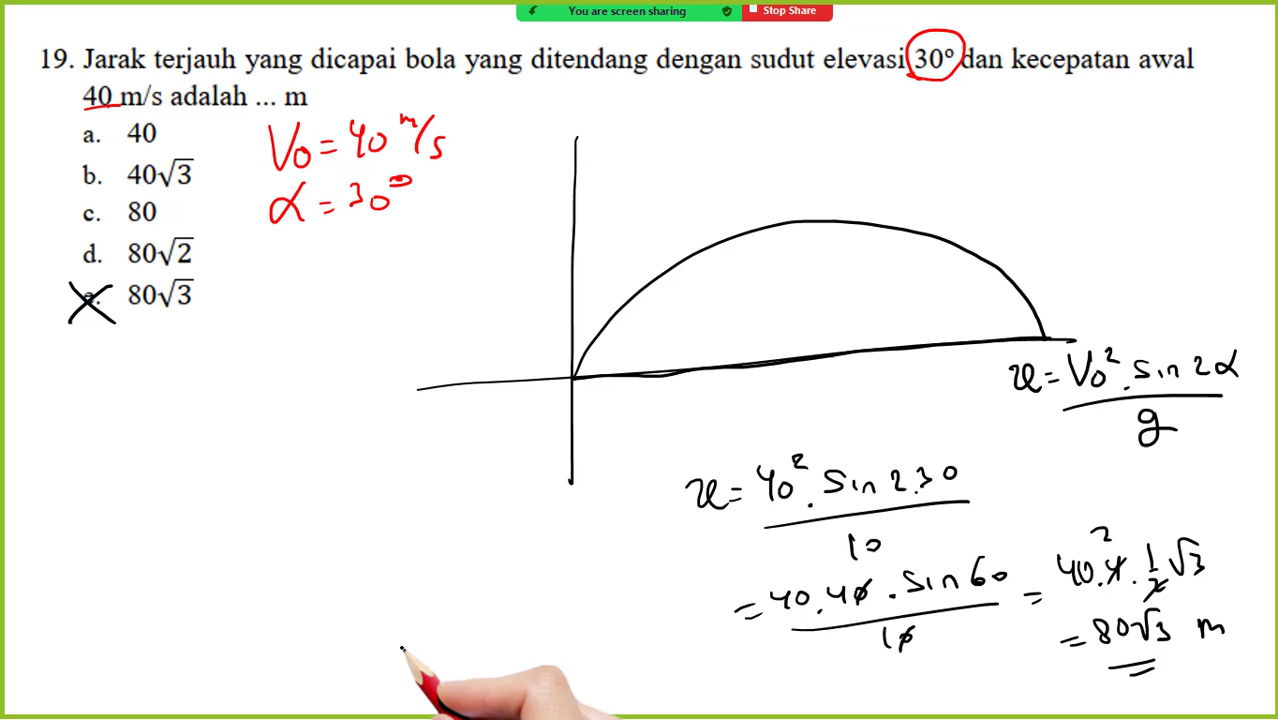 You are screen sharing Stop Share
19. Jarak terjauh yang dicapai bola yang ditendang dengan sudut elevasi 30° dan kecepatan awal
40 m/s adalah ... m
a. 40
b. 40√3
c. 80
d. 80√2
e. 80√3
V₀ = 40 m/s
α = 30°
x = V₀² . sin 2α / g
x = 40² . sin 2.30 / 10
= 40.40 . sin 60 / 10 = 40.4 . 1/2 √3
2
= 80√3 m